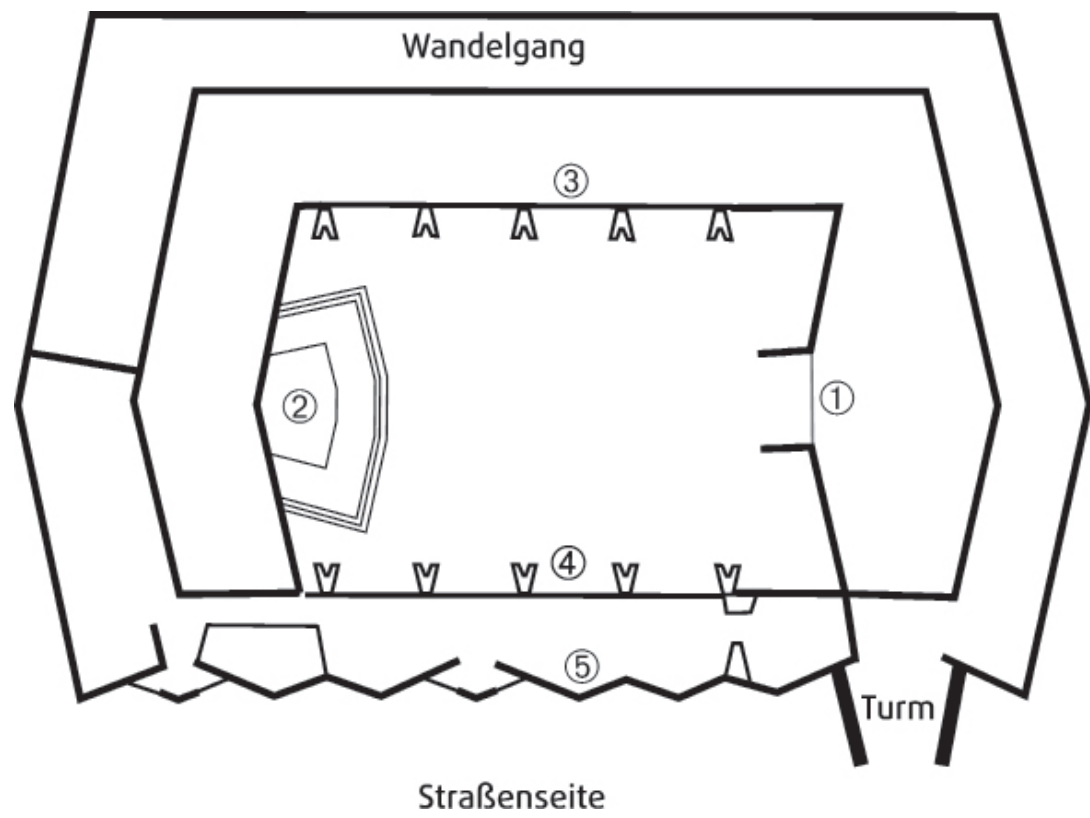 Wandelgang
③
②
①
④
⑤
Turm
Straßenseite